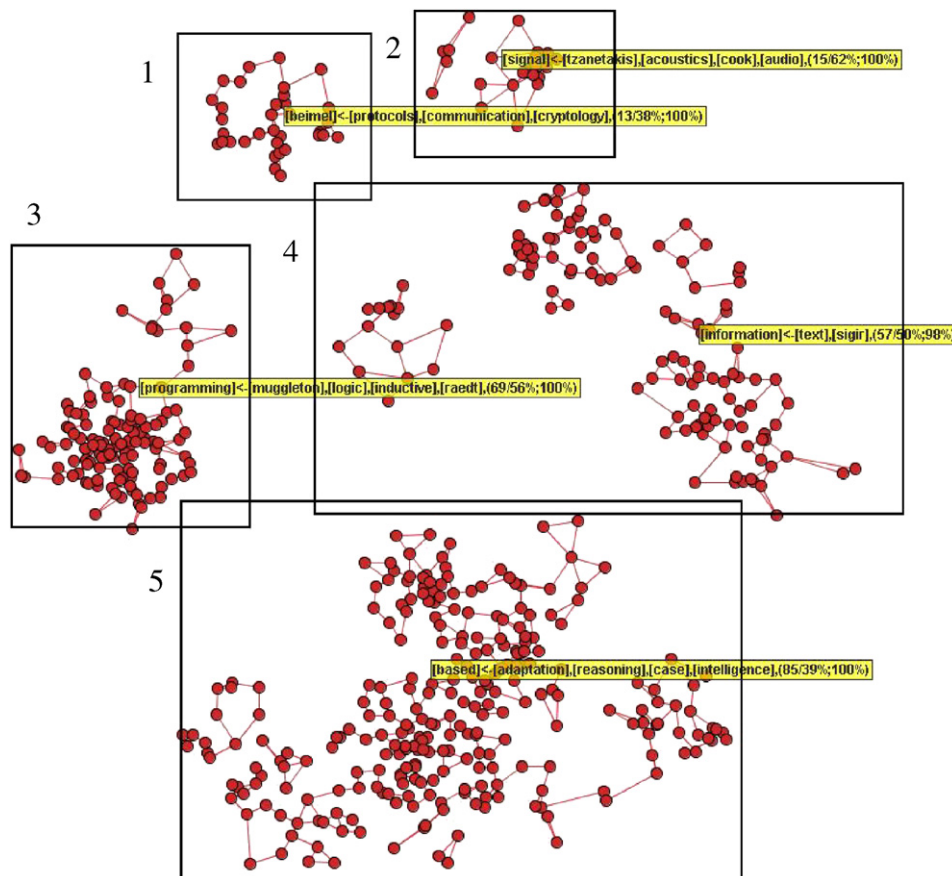 1
2
[signal]<-[tzanetakis],[acoustics],[cook],[audio],(15/62%;100%)
[beimel]<-[protocols],[communication],[cryptology],(13/38%;100%)
3
4
[information]<-[text],[sigir],(57/50%;98%)
[programming]<-[muggleton],[logic],[inductive],[raedt],(69/56%;100%)
5
[based]<-[adaptation],[reasoning],[case],[intelligence],(85/39%;100%)